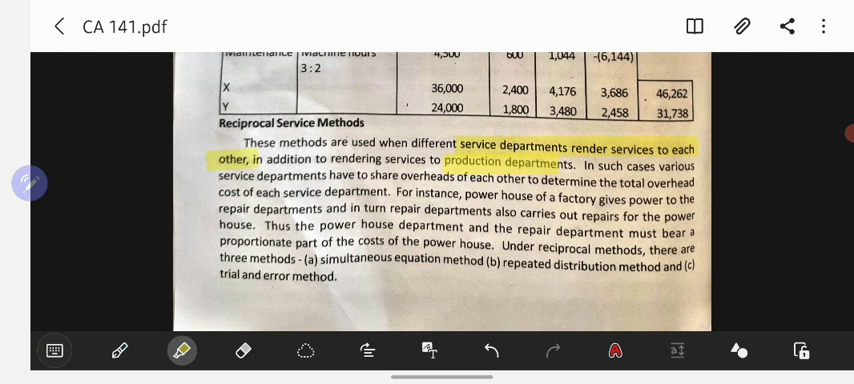 CA 141.pdf
Maintenance Machine hours 4,500 600 1,044 -(6,144)
3:2
X 36,000 2,400 4,176 3,686 46,262
Y 24,000 1,800 3,480 2,458 31,738
Reciprocal Service Methods
These methods are used when different service departments render services to each
other, in addition to rendering services to production departments. In such cases various
service departments have to share overheads of each other to determine the total overhead
cost of each service department. For instance, power house of a factory gives power to the
repair departments and in turn repair departments also carries out repairs for the power
house. Thus the power house department and the repair department must bear a
proportionate part of the costs of the power house. Under reciprocal methods, there are
three methods - (a) simultaneous equation method (b) repeated distribution method and (c)
trial and error method.